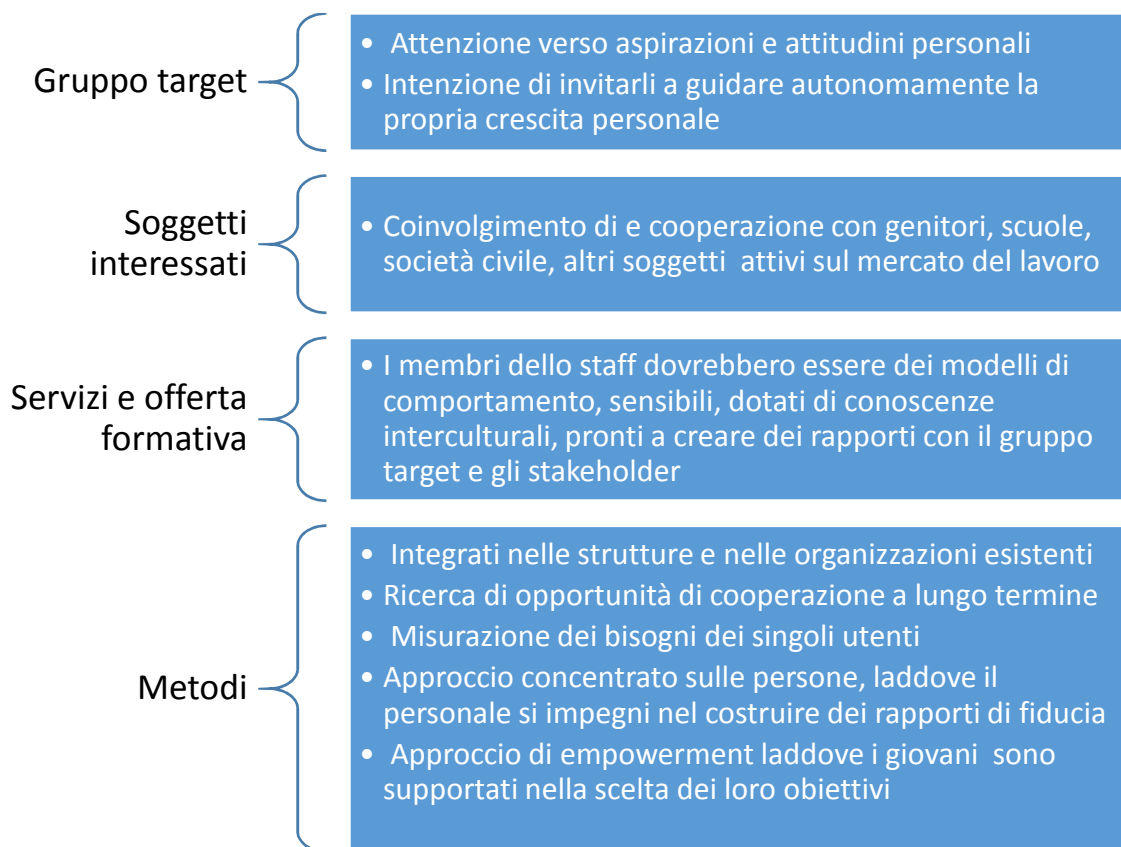 Gruppo target
• Attenzione verso aspirazioni e attitudini personali
• Intenzione di invitarli a guidare autonomamente la
propria crescita personale
Soggetti
interessati
• Coinvolgimento di e cooperazione con genitori, scuole,
società civile, altri soggetti attivi sul mercato del lavoro
Servizi e offerta
formativa
• I membri dello staff dovrebbero essere dei modelli di
comportamento, sensibili, dotati di conoscenze
interculturali, pronti a creare dei rapporti con il gruppo
target e gli stakeholder
Metodi
• Integrati nelle strutture e nelle organizzazioni esistenti
• Ricerca di opportunità di cooperazione a lungo termine
• Misurazione dei bisogni dei singoli utenti
• Approccio concentrato sulle persone, laddove il
personale si impegni nel costruire dei rapporti di fiducia
• Approccio di empowerment laddove i giovani sono
supportati nella scelta dei loro obiettivi